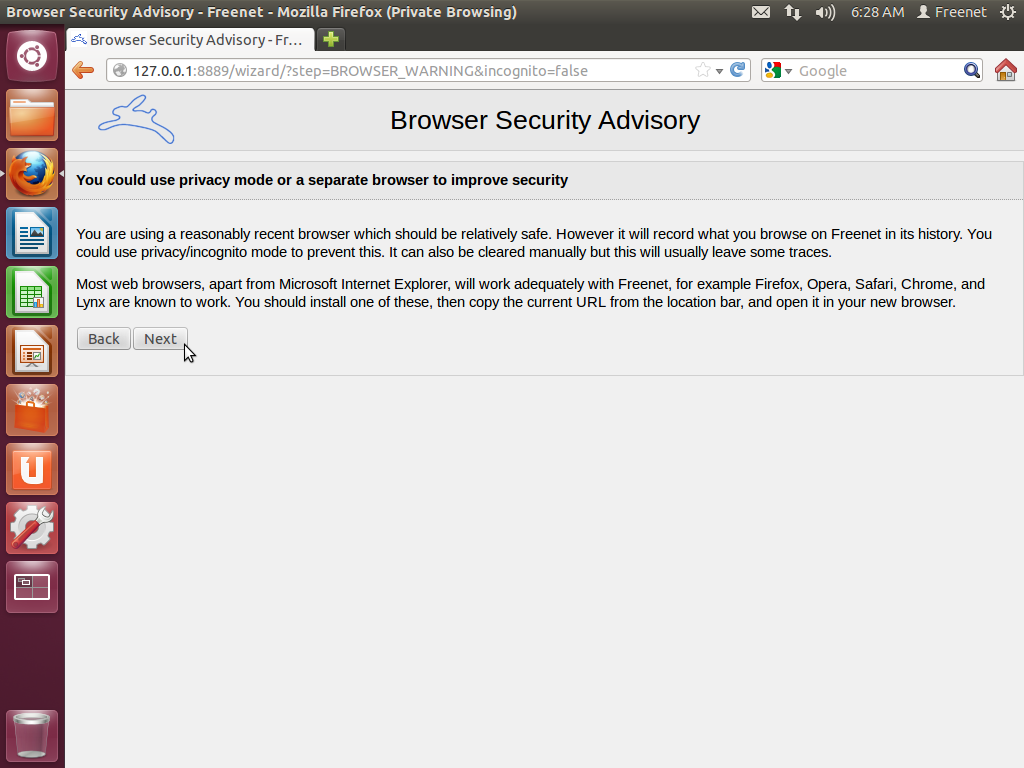 Browser Security Advisory - Freenet - Mozilla Firefox (Private Browsing)
6:28 AM Freenet
Browser Security Advisory - Fr...
127.0.0.1:8889/wizard/?step=BROWSER_WARNING&incognito=false
Google
Browser Security Advisory
You could use privacy mode or a separate browser to improve security
You are using a reasonably recent browser which should be relatively safe. However it will record what you browse on Freenet in its history. You
could use privacy/incognito mode to prevent this. It can also be cleared manually but this will usually leave some traces.
Most web browsers, apart from Microsoft Internet Explorer, will work adequately with Freenet, for example Firefox, Opera, Safari, Chrome, and
Lynx are known to work. You should install one of these, then copy the current URL from the location bar, and open it in your new browser.
Back Next